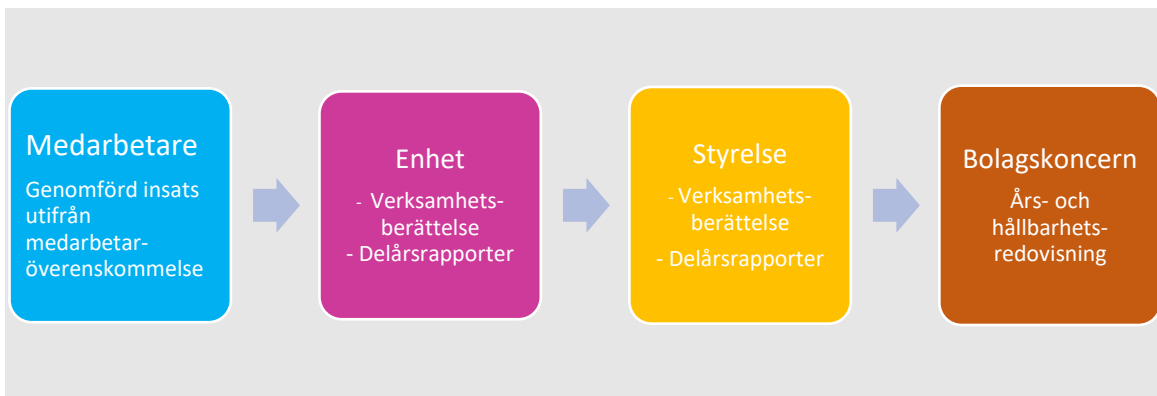 Medarbetare
Genomförd insats
utifrån
medarbetar-
överenskommelse
Enhet
- Verksamhets-
berättelse
- Delårsrapporter
Styrelse
- Verksamhets-
berättelse
- Delårsrapporter
Bolagskoncern
Års- och
hållbarhets-
redovisning